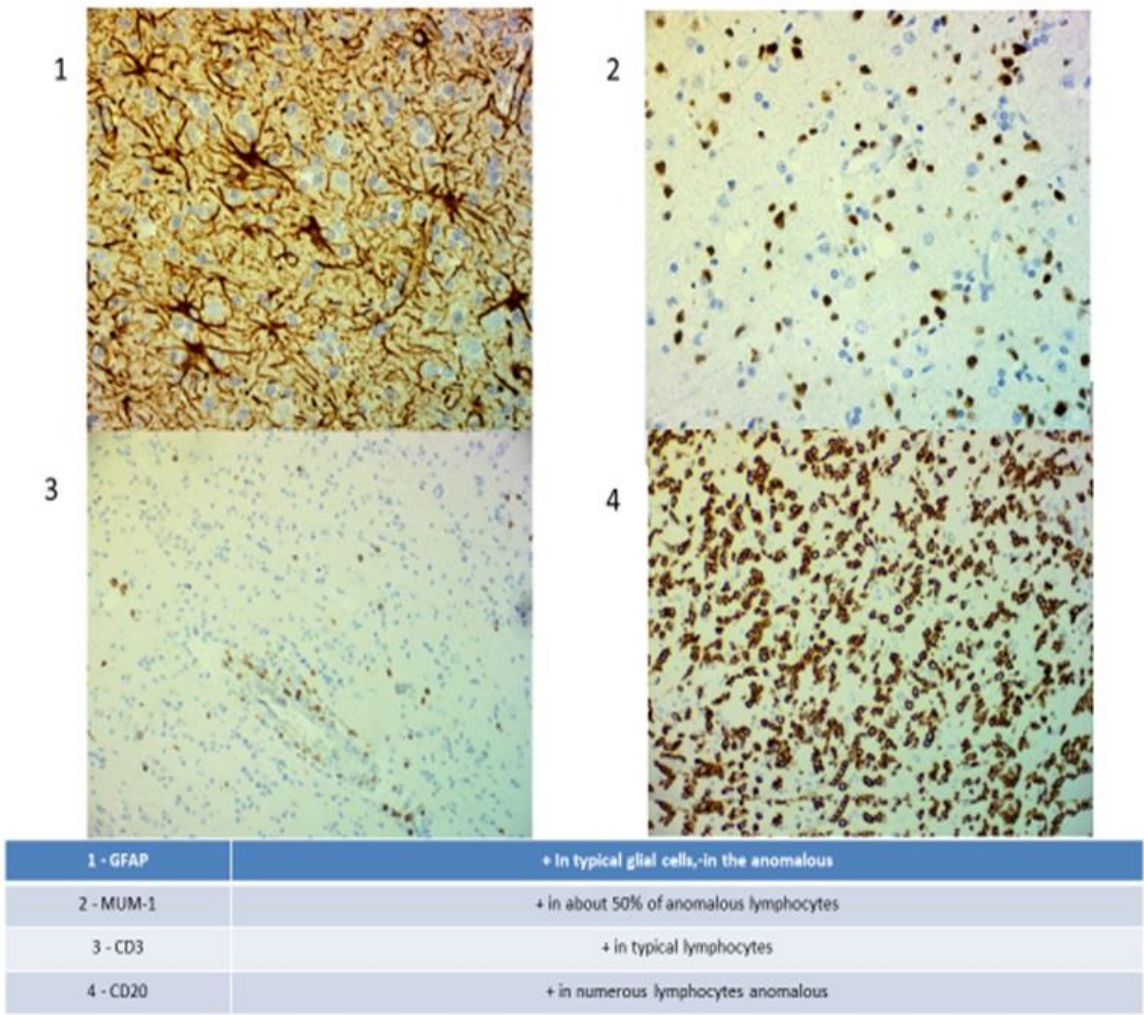 1
2
3
4
1 - GFAP + In typical glial cells,-in the anomalous
2 - MUM-1 + in about 50% of anomalous lymphocytes
3 - CD3 + in typical lymphocytes
4 - CD20 + in numerous lymphocytes anomalous